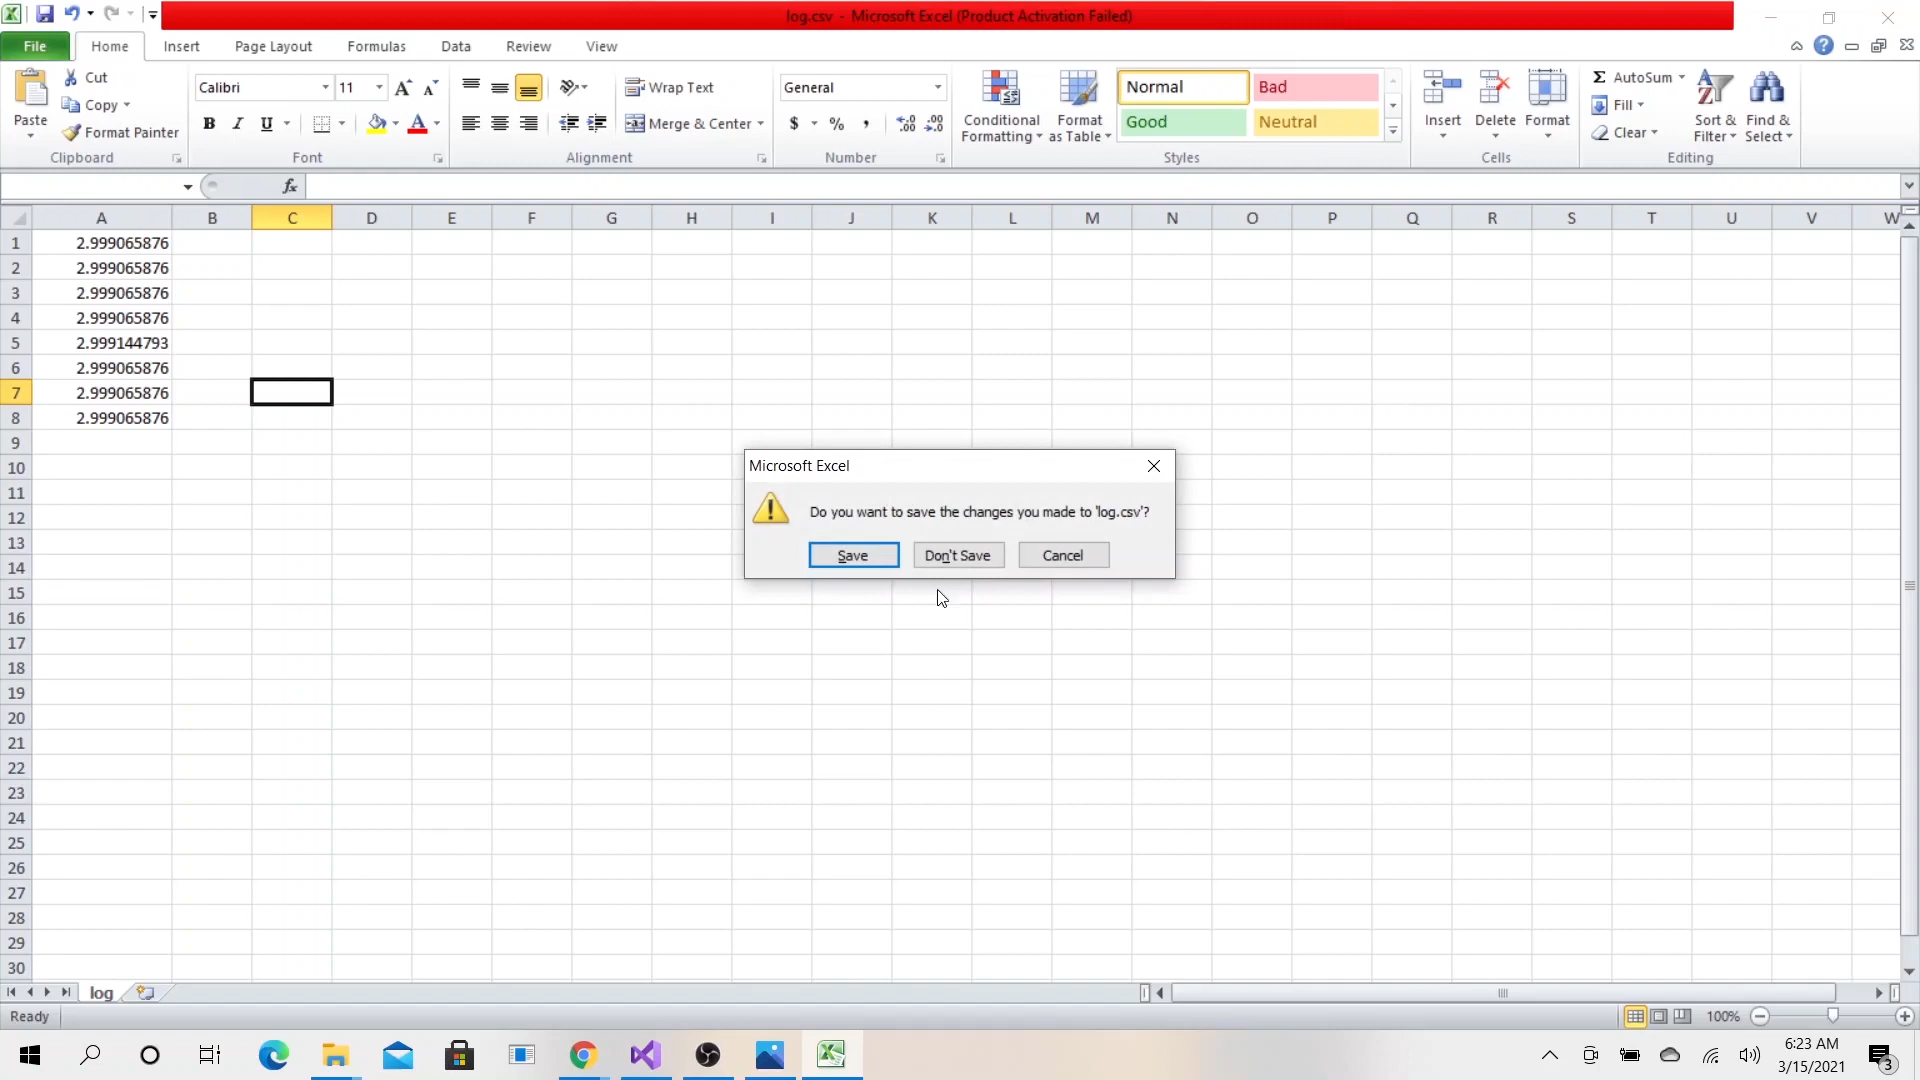 log.csv - Microsoft Excel (Product Activation Failed)
File Home Insert Page Layout Formulas Data Review View
Paste
Cut
Copy
Format Painter
Clipboard
Calibri 11
B I U
Font
Wrap Text
Merge & Center
Alignment
General
$ % ,
Number
Conditional Formatting
Format as Table
Normal Bad
Good Neutral
Styles
Insert Delete Format
Cells
Σ AutoSum
Fill
Clear
Sort & Filter
Find & Select
Editing
fx
A B C D E F G H I J K L M N O P Q R S T U V W
1 2.999065876
2 2.999065876
3 2.999065876
4 2.999065876
5 2.999144793
6 2.999065876
7 2.999065876
8 2.999065876
9
10
11
12
13
14
15
16
17
18
19
20
21
22
23
24
25
26
27
28
29
30
Microsoft Excel
Do you want to save the changes you made to 'log.csv'?
Save Don't Save Cancel
log
Ready
100%
6:23 AM
3/15/2021
3